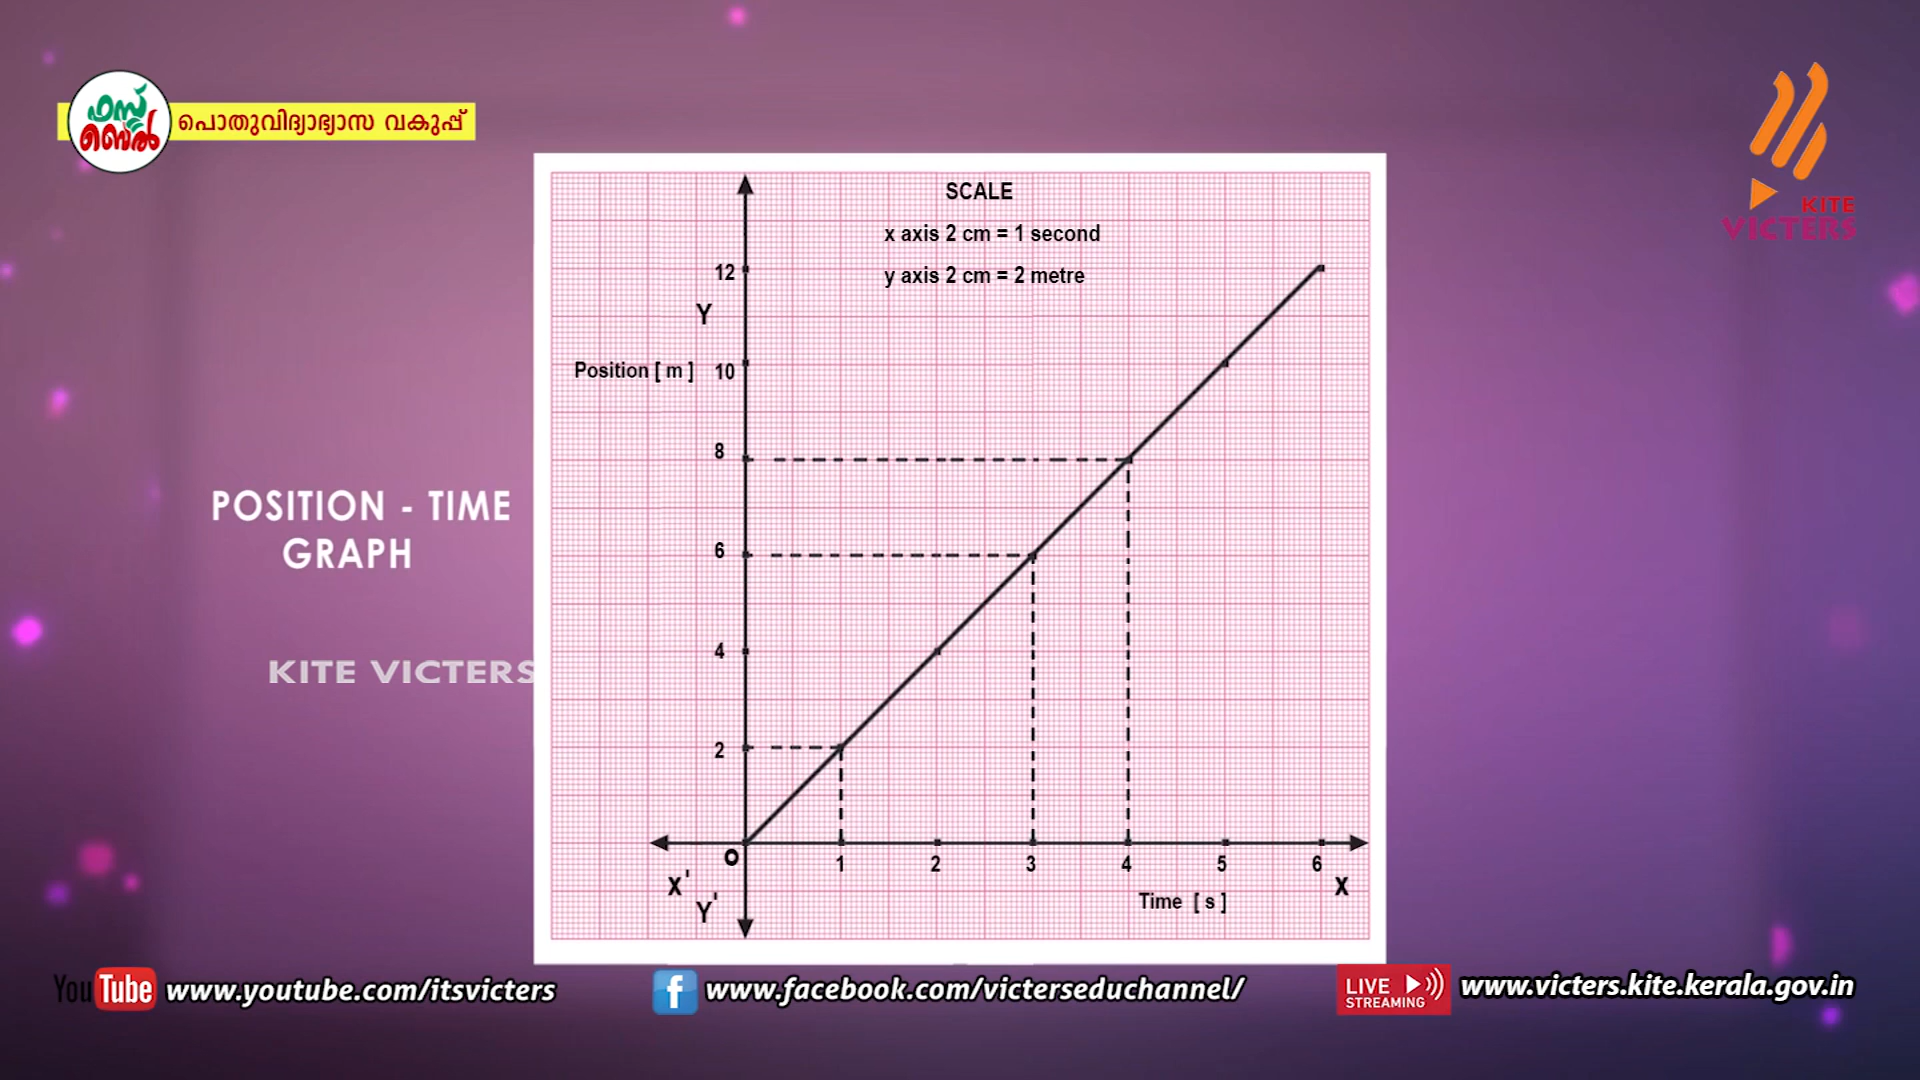 ഫസ്റ്റ്
ബെൽ
പൊതുവിദ്യാഭ്യാസ വകുപ്പ്
KITE
VICTERS
SCALE
x axis 2 cm = 1 second
y axis 2 cm = 2 metre
12
Y
Position [ m ] 10
8
6
4
2
O
1 2 3 4 5 6
X' X
Y'
Time [ s ]
POSITION - TIME
GRAPH
KITE VICTERS
YouTube www.youtube.com/itsvicters
f www.facebook.com/victerseduchannel/
LIVE
STREAMING
www.victers.kite.kerala.gov.in